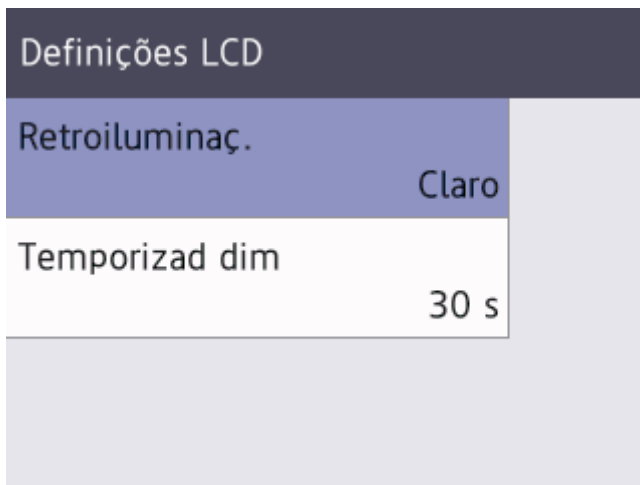 Definições LCD
Retroiluminaç.
Claro
Temporizad dim
30 s